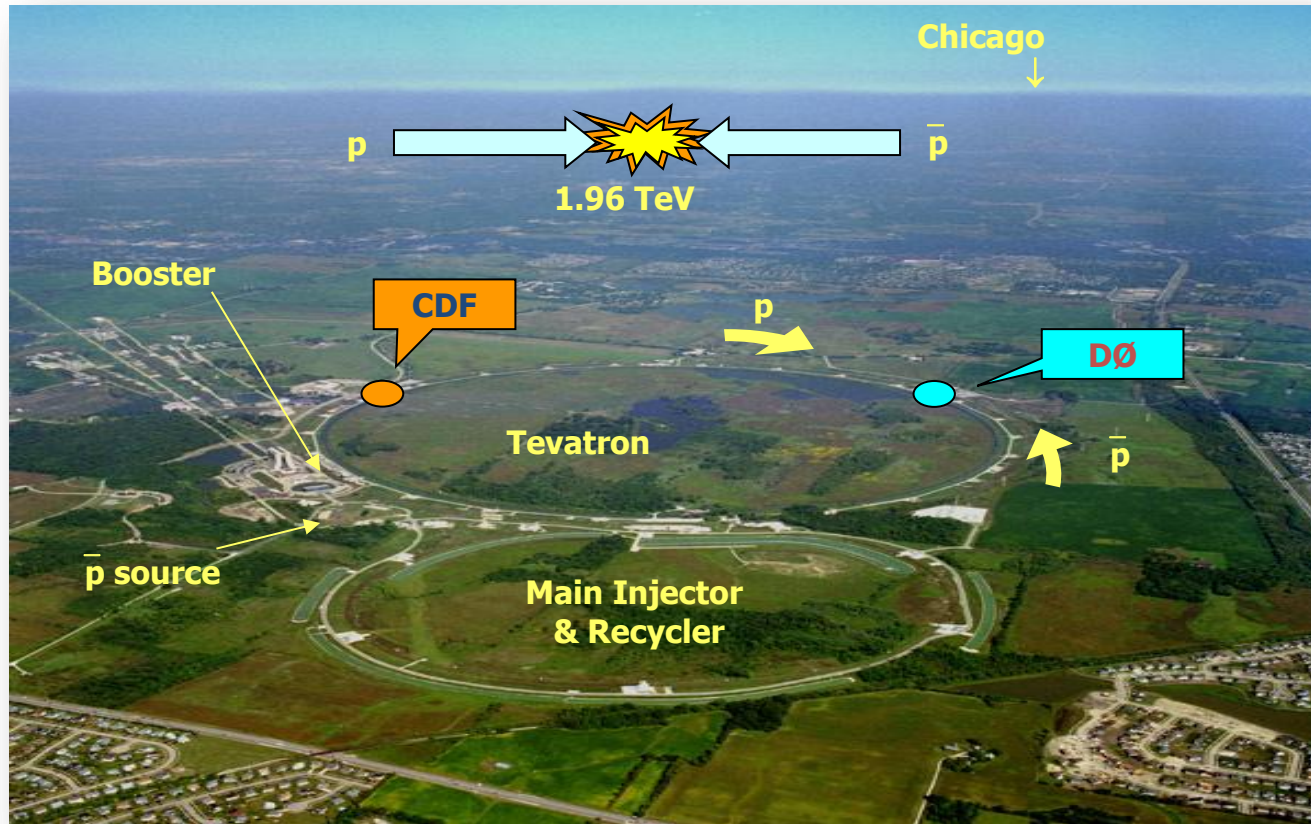 Chicago
↓
p
p̅
1.96 TeV
Booster
CDF
p
DØ
Tevatron
p̅
p̅ source
Main Injector
& Recycler